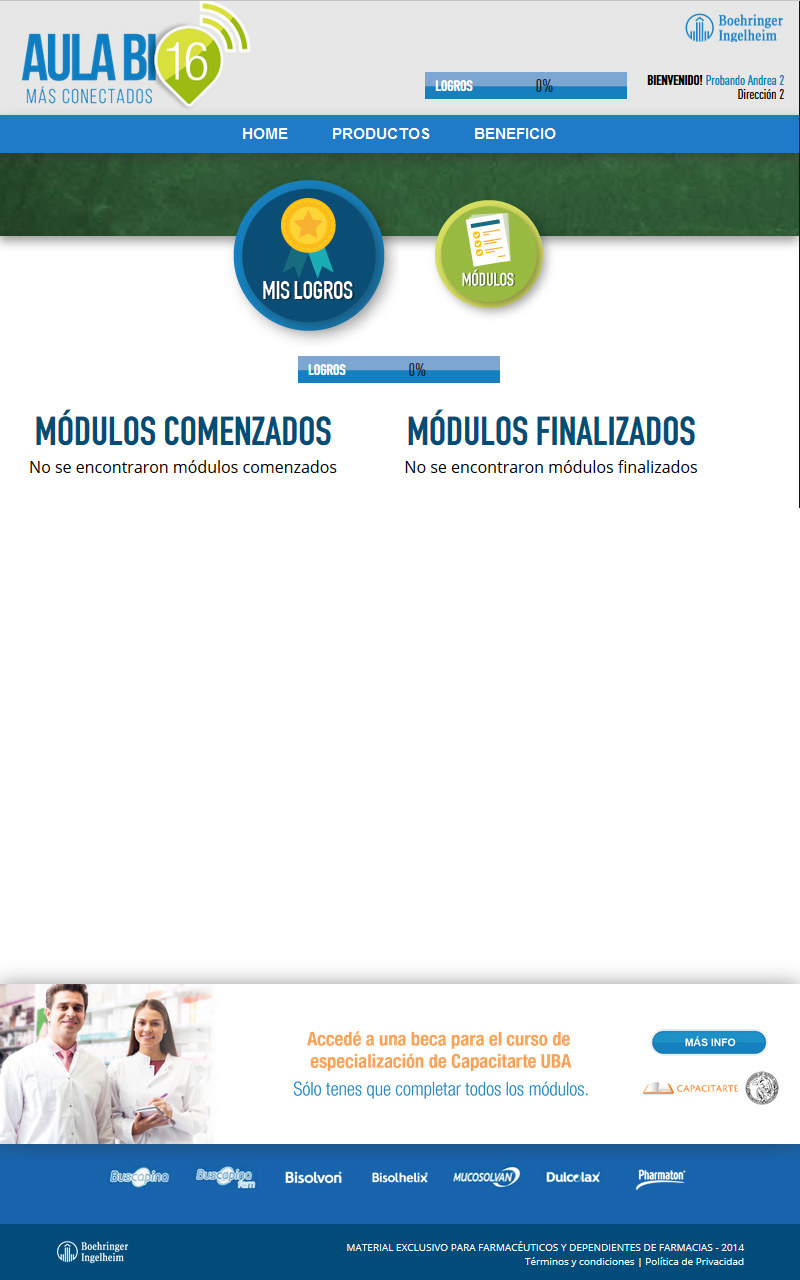 AULA BI 16
MÁS CONECTADOS
Boehringer
Ingelheim
LOGROS 0%
BIENVENIDO! Probando Andrea 2
Dirección 2
HOME PRODUCTOS BENEFICIO
MIS LOGROS
MÓDULOS
LOGROS 0%
MÓDULOS COMENZADOS
No se encontraron módulos comenzados
MÓDULOS FINALIZADOS
No se encontraron módulos finalizados
Accedé a una beca para el curso de
especialización de Capacitarte UBA
Sólo tenes que completar todos los módulos.
MÁS INFO
CAPACITARTE
Buscapina Buscapina fem Bisolvon Bisolhelix MUCOSOLVAN Dulcolax Pharmaton
Boehringer
Ingelheim
MATERIAL EXCLUSIVO PARA FARMACÉUTICOS Y DEPENDIENTES DE FARMACIAS - 2014
Términos y condiciones | Política de Privacidad